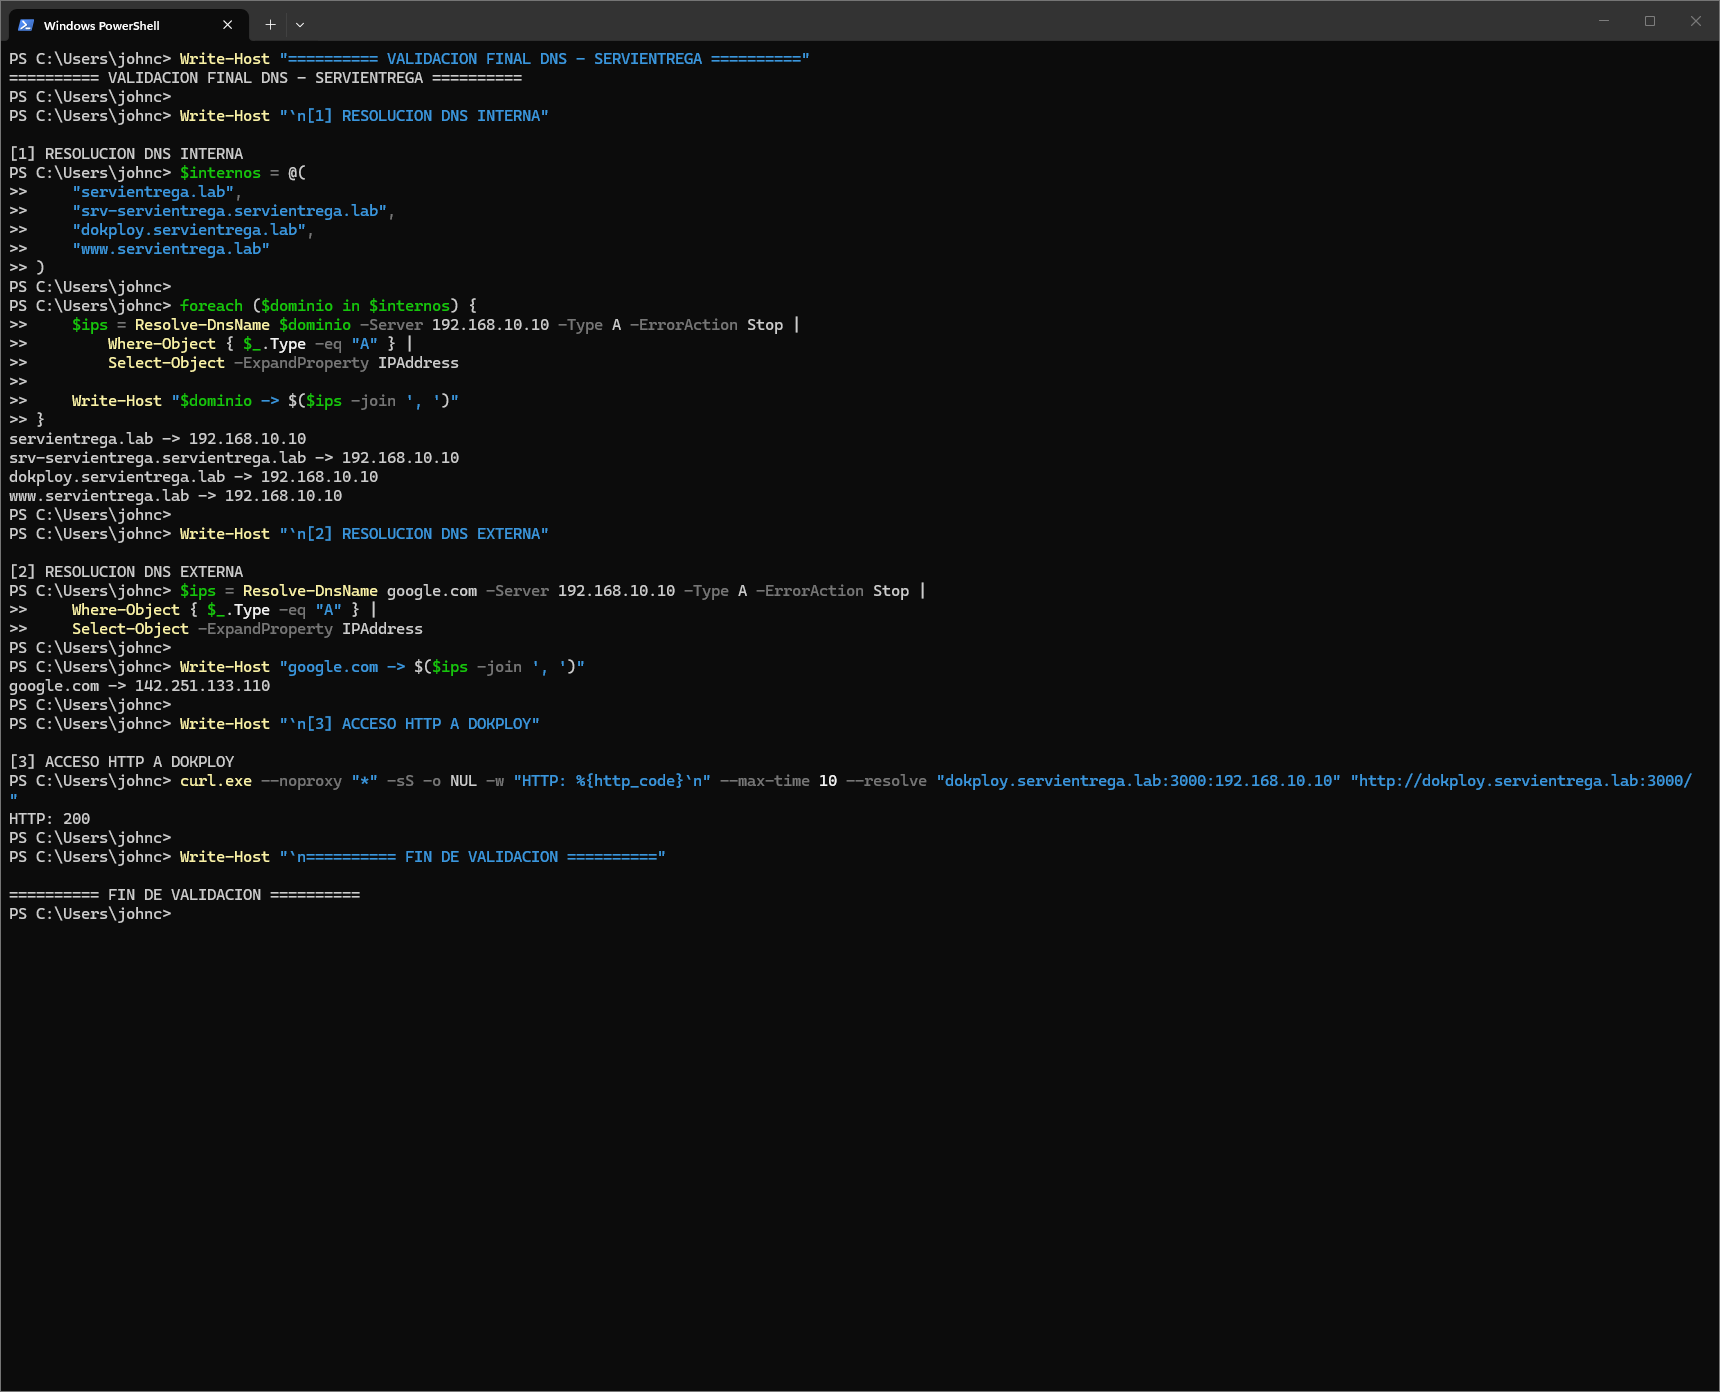 Windows PowerShell
PS C:\Users\johnc> Write-Host "========== VALIDACION FINAL DNS - SERVIENTREGA =========="
========== VALIDACION FINAL DNS - SERVIENTREGA ==========
PS C:\Users\johnc>
PS C:\Users\johnc> Write-Host "`n[1] RESOLUCION DNS INTERNA"

[1] RESOLUCION DNS INTERNA
PS C:\Users\johnc> $internos = @(
>>     "servientrega.lab",
>>     "srv-servientrega.servientrega.lab",
>>     "dokploy.servientrega.lab",
>>     "www.servientrega.lab"
>> )
PS C:\Users\johnc>
PS C:\Users\johnc> foreach ($dominio in $internos) {
>>     $ips = Resolve-DnsName $dominio -Server 192.168.10.10 -Type A -ErrorAction Stop |
>>         Where-Object { $_.Type -eq "A" } |
>>         Select-Object -ExpandProperty IPAddress
>>
>>     Write-Host "$dominio -> $($ips -join ', ')"
>> }
servientrega.lab -> 192.168.10.10
srv-servientrega.servientrega.lab -> 192.168.10.10
dokploy.servientrega.lab -> 192.168.10.10
www.servientrega.lab -> 192.168.10.10
PS C:\Users\johnc>
PS C:\Users\johnc> Write-Host "`n[2] RESOLUCION DNS EXTERNA"

[2] RESOLUCION DNS EXTERNA
PS C:\Users\johnc> $ips = Resolve-DnsName google.com -Server 192.168.10.10 -Type A -ErrorAction Stop |
>>     Where-Object { $_.Type -eq "A" } |
>>     Select-Object -ExpandProperty IPAddress
PS C:\Users\johnc>
PS C:\Users\johnc> Write-Host "google.com -> $($ips -join ', ')"
google.com -> 142.251.133.110
PS C:\Users\johnc>
PS C:\Users\johnc> Write-Host "`n[3] ACCESO HTTP A DOKPLOY"

[3] ACCESO HTTP A DOKPLOY
PS C:\Users\johnc> curl.exe --noproxy "*" -sS -o NUL -w "HTTP: %{http_code}`n" --max-time 10 --resolve "dokploy.servientrega.lab:3000:192.168.10.10" "http://dokploy.servientrega.lab:3000/
"
HTTP: 200
PS C:\Users\johnc>
PS C:\Users\johnc> Write-Host "`n========== FIN DE VALIDACION =========="

========== FIN DE VALIDACION ==========
PS C:\Users\johnc>